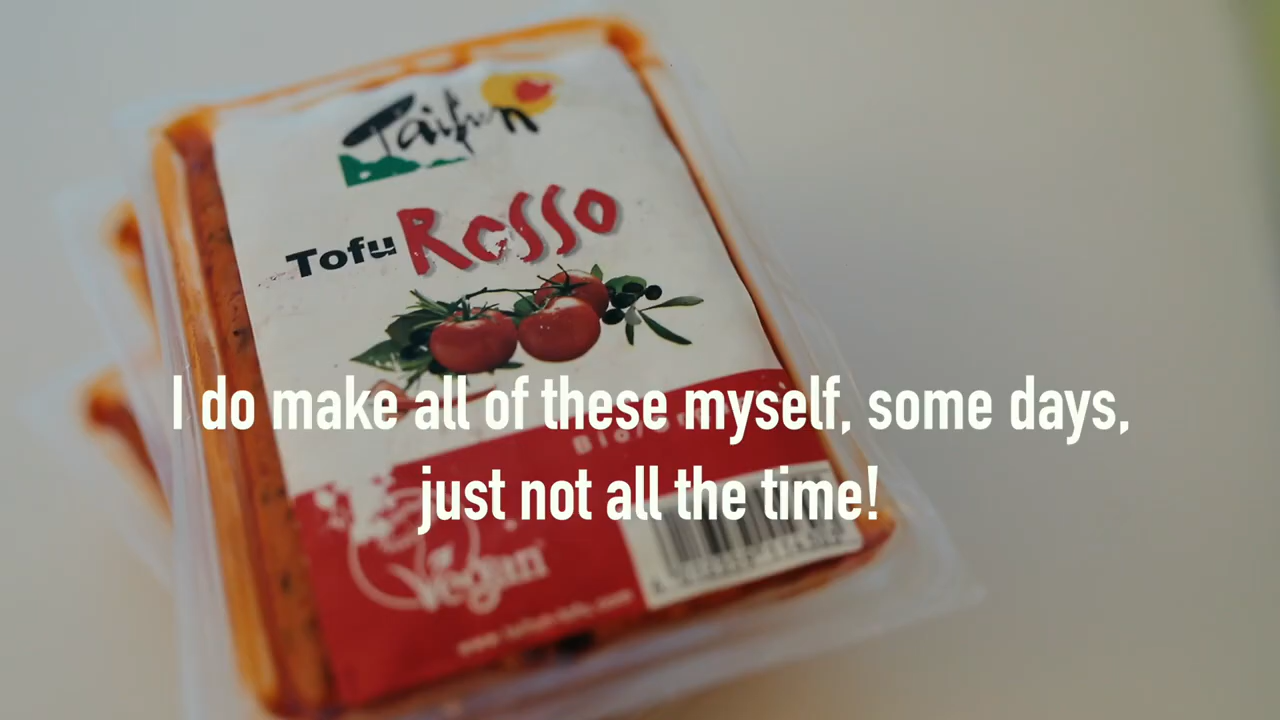 Taifun
Tofu Rosso
I do make all of these myself, some days,
just not all the time!
Vegan